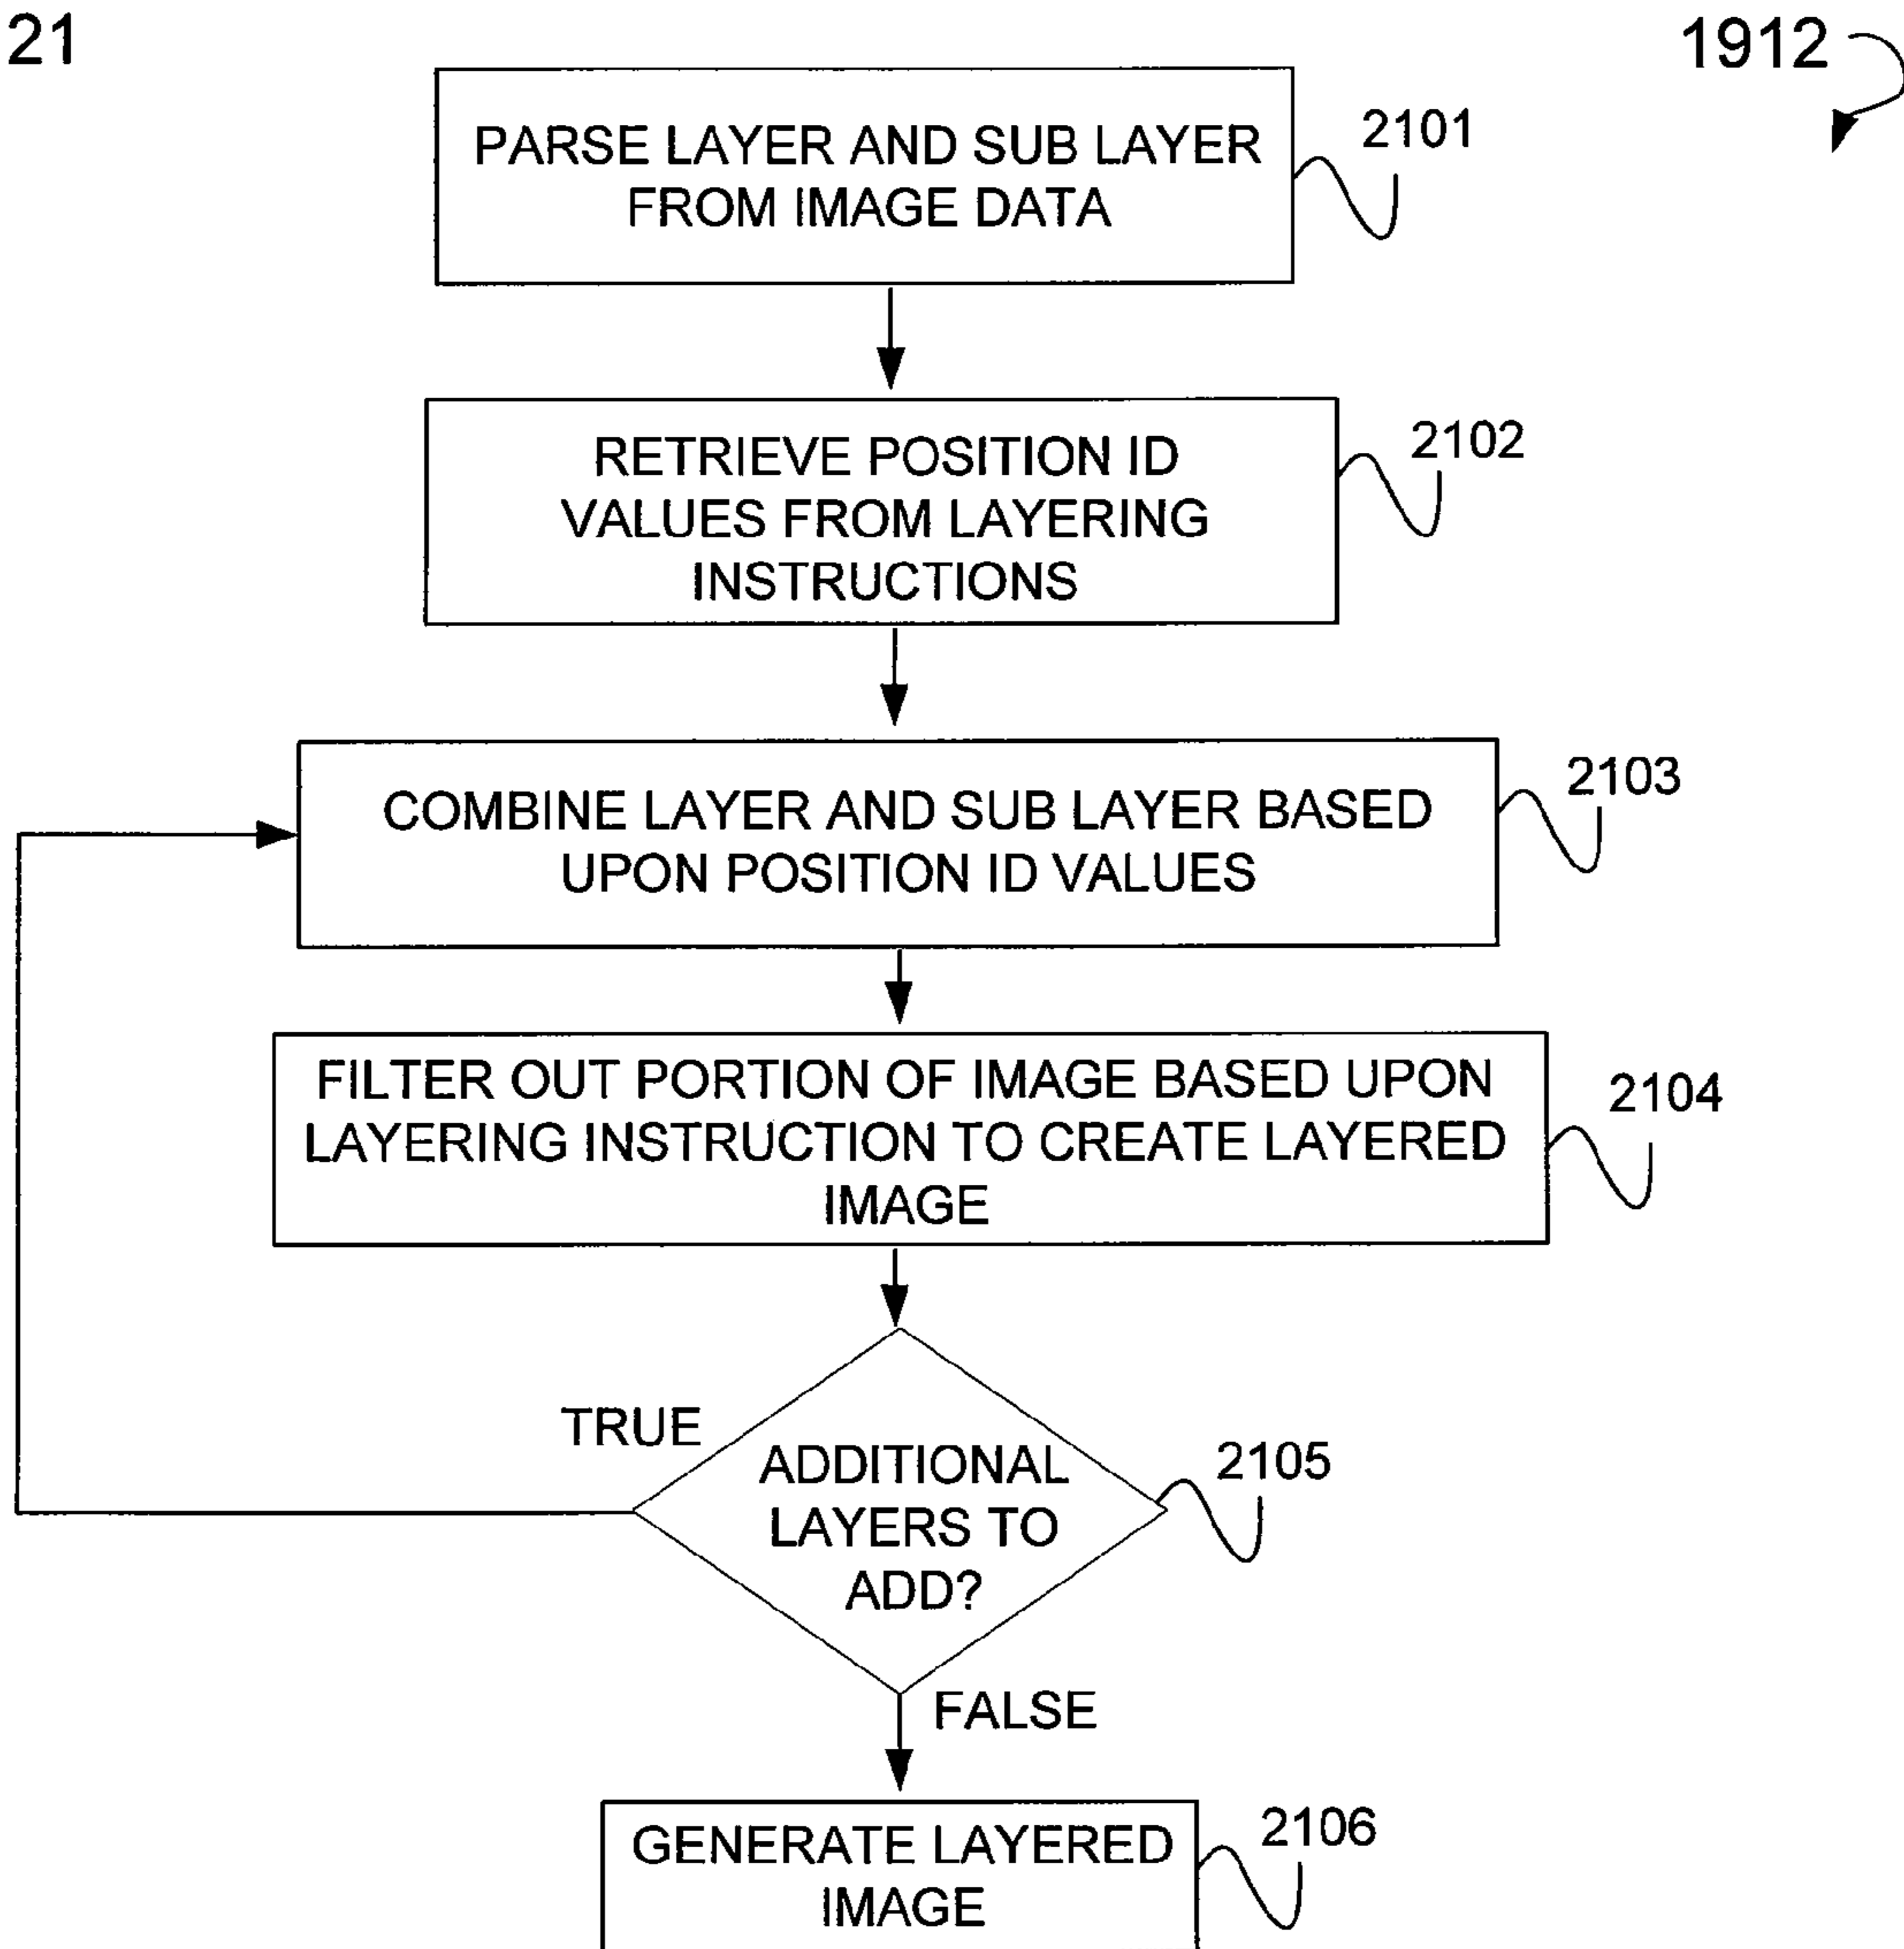 21
1912
PARSE LAYER AND SUB LAYER
FROM IMAGE DATA
2101
RETRIEVE POSITION ID
VALUES FROM LAYERING
INSTRUCTIONS
2102
COMBINE LAYER AND SUB LAYER BASED
UPON POSITION ID VALUES
2103
FILTER OUT PORTION OF IMAGE BASED UPON
LAYERING INSTRUCTION TO CREATE LAYERED
IMAGE
2104
TRUE
ADDITIONAL
LAYERS TO
ADD?
2105
FALSE
GENERATE LAYERED
IMAGE
2106